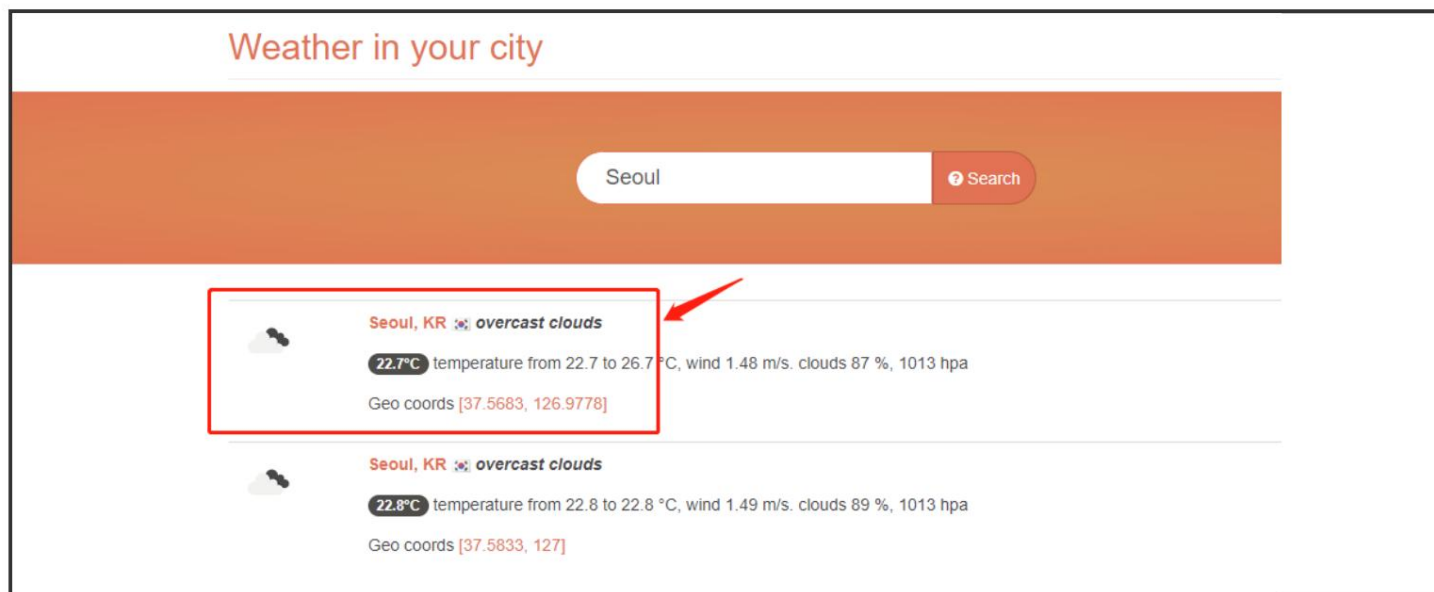 Weather in your city
Seoul
Search
Seoul, KR overcast clouds
22.7°C temperature from 22.7 to 26.7 °C, wind 1.48 m/s. clouds 87 %, 1013 hpa
Geo coords [37.5683, 126.9778]
Seoul, KR overcast clouds
22.8°C temperature from 22.8 to 22.8 °C, wind 1.49 m/s. clouds 89 %, 1013 hpa
Geo coords [37.5833, 127]